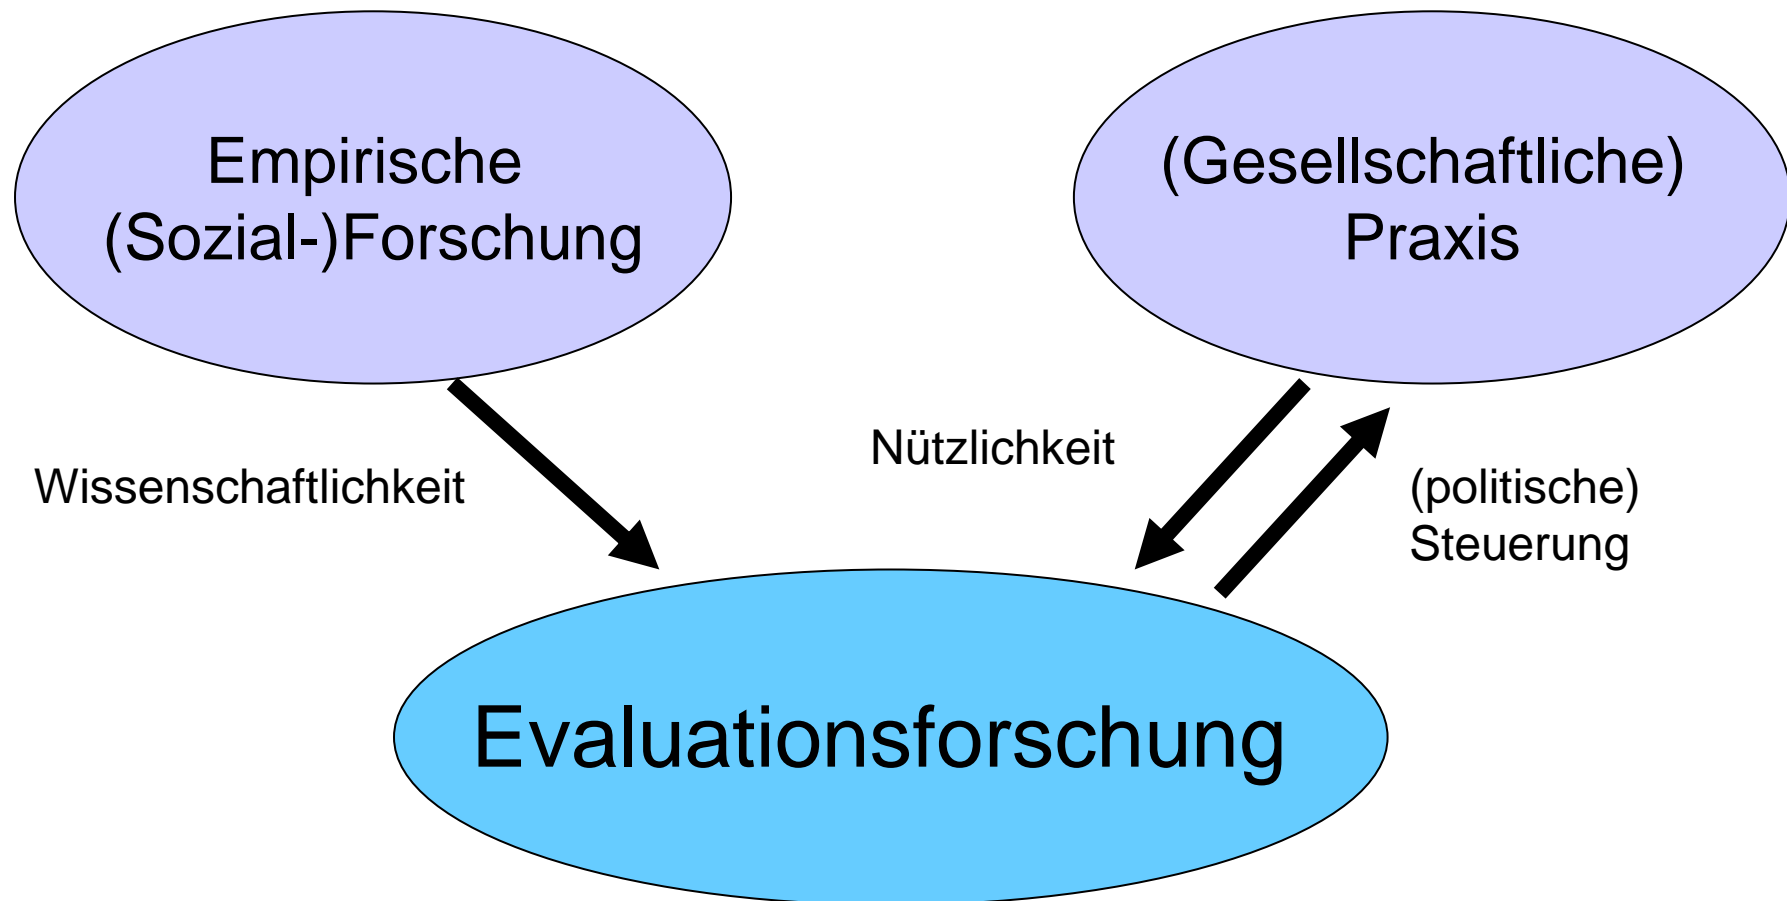 Empirische
(Sozial-)Forschung
(Gesellschaftliche)
Praxis
Wissenschaftlichkeit
Nützlichkeit
(politische)
Steuerung
Evaluationsforschung